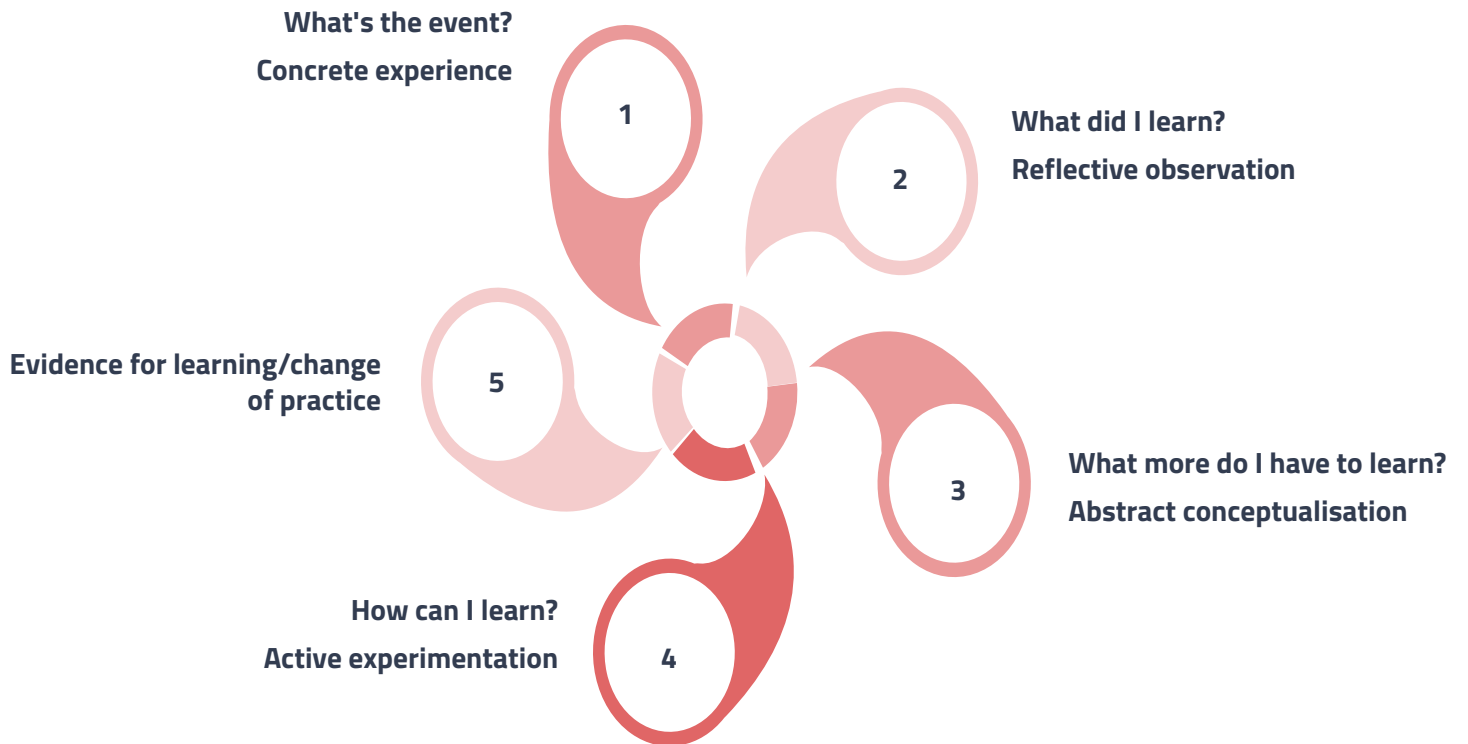 What's the event?
Concrete experience
1
What did I learn?
Reflective observation
2
What more do I have to learn?
Abstract conceptualisation
3
How can I learn?
Active experimentation
4
Evidence for learning/change
of practice
5